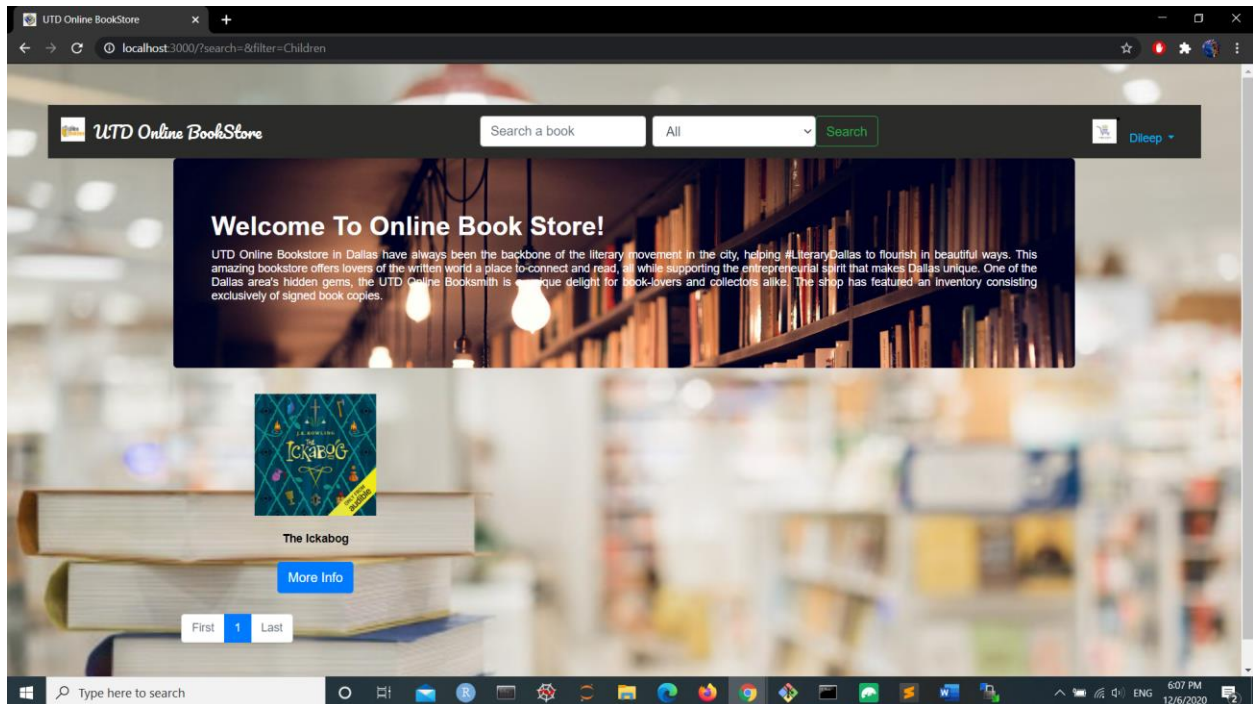 UTD Online BookStore
localhost:3000/?search=&filter=Children
UTD Online BookStore
Search a book
All
Search
Dileep
Welcome To Online Book Store!
UTD Online Bookstore in Dallas have always been the backbone of the literary movement in the city, helping #LiteraryDallas to flourish in beautiful ways. This
amazing bookstore offers lovers of the written world a place to connect and read, all while supporting the entrepreneurial spirit that makes Dallas unique. One of the
Dallas area's hidden gems, the UTD Online Booksmith is a unique delight for book-lovers and collectors alike. The shop has featured an inventory consisting
exclusively of signed book copies.
J.K. ROWLING
THE
ICKABOG
ONLY FROM
audible
The Ickabog
More Info
First 1 Last
Type here to search
ENG
6:07 PM
12/6/2020
2